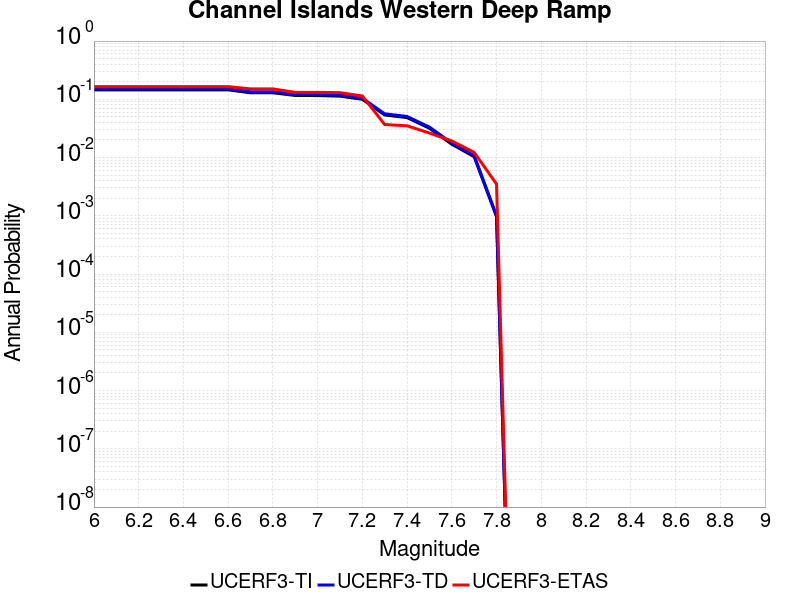 Channel Islands Western Deep Ramp
10^0
10^-1
10^-2
10^-3
10^-4
10^-5
10^-6
10^-7
10^-8
Annual Probability
6 6.2 6.4 6.6 6.8 7 7.2 7.4 7.6 7.8 8 8.2 8.4 8.6 8.8 9
Magnitude
UCERF3-TI UCERF3-TD UCERF3-ETAS